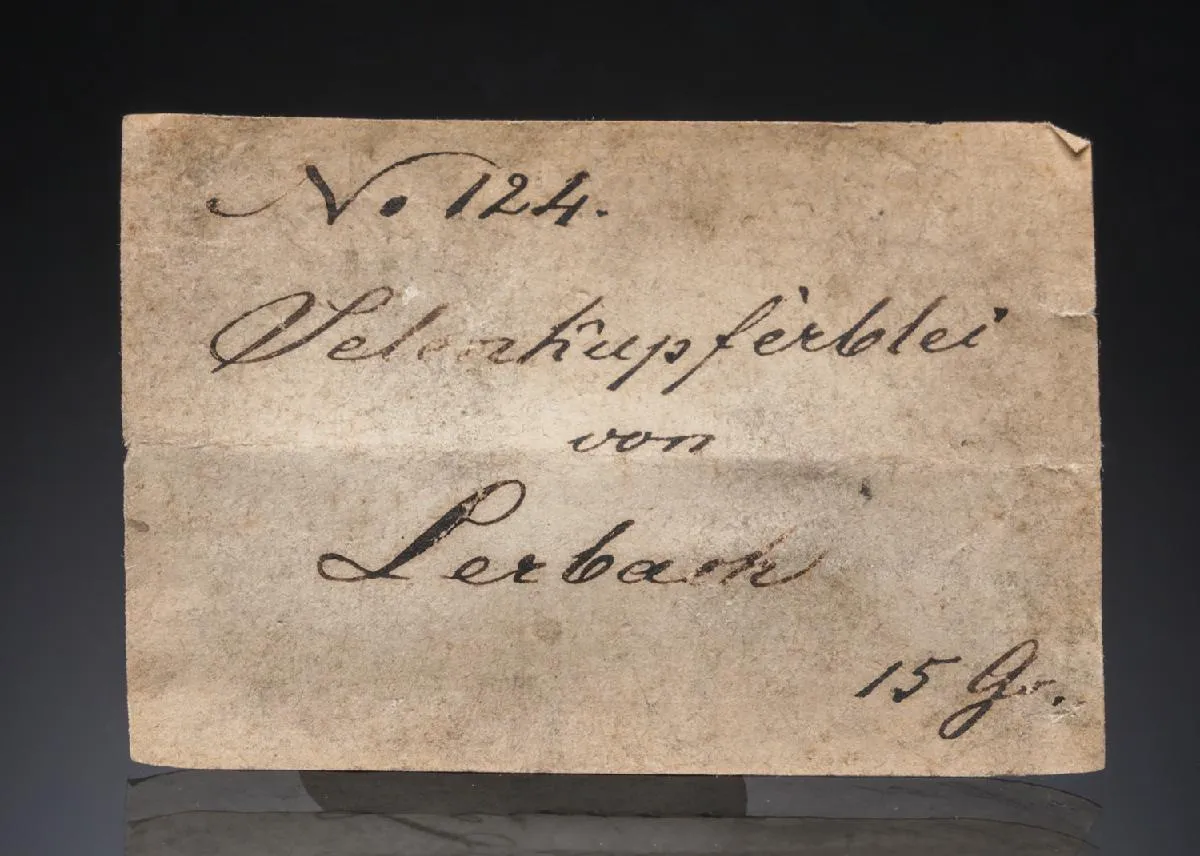 No 124.
Selenkupferblei
von
Lerbach
15 Gr.